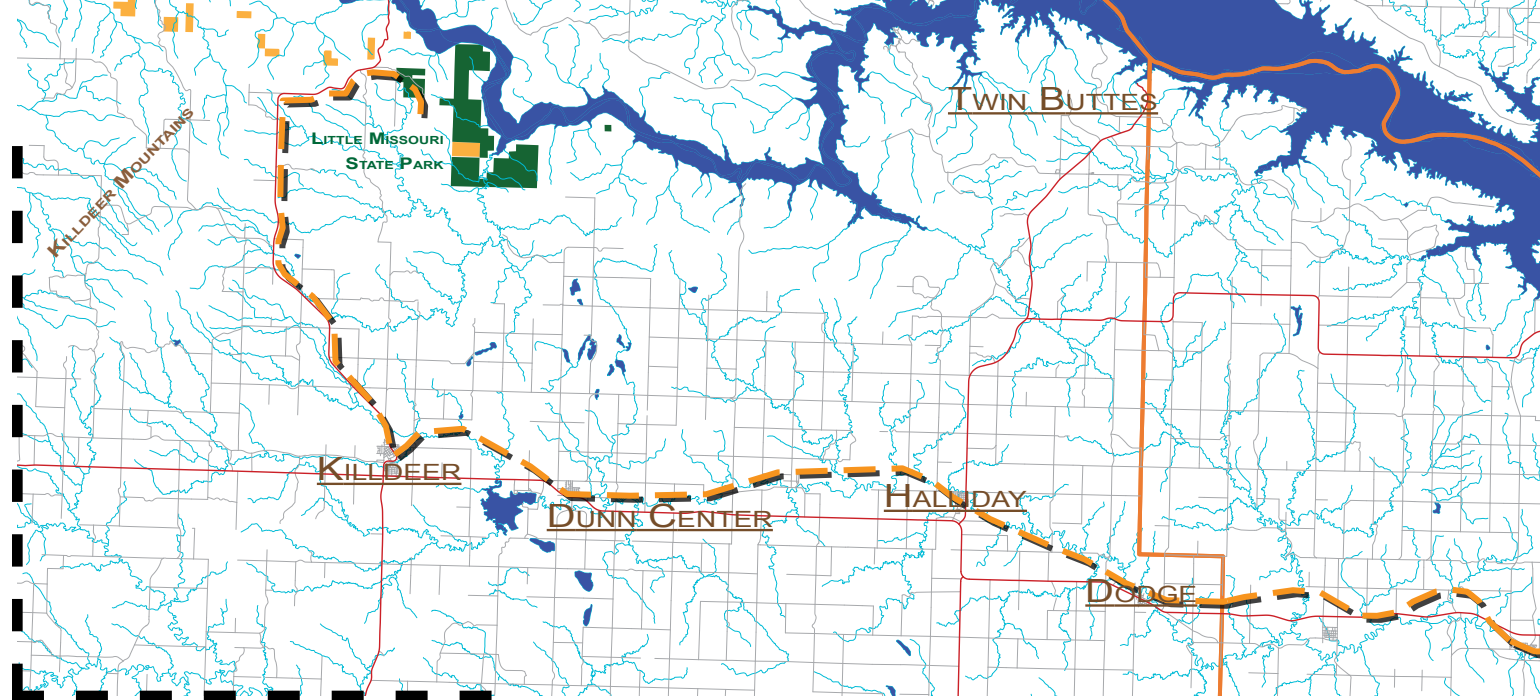 Twin Buttes
Little Missouri
State Park
Killdeer Mountains
Killdeer
Halliday
Dunn Center
Dodge